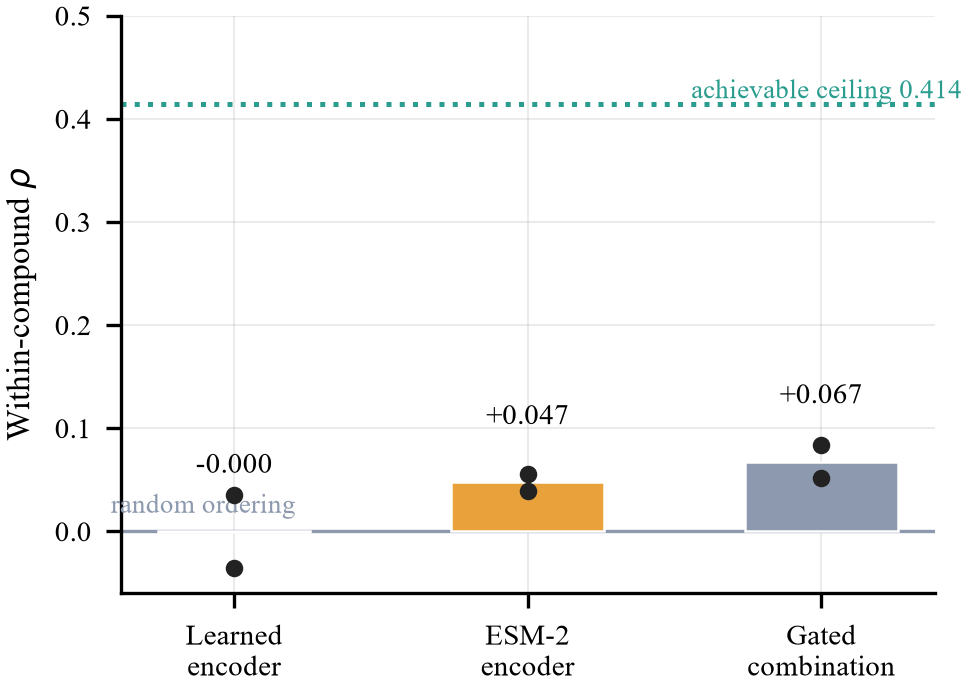 0.5
achievable ceiling 0.414
0.4
0.3
Within-compound ρ
0.2
+0.067
+0.047
0.1
-0.000
random ordering
0.0
Learned
encoder
ESM-2
encoder
Gated
combination